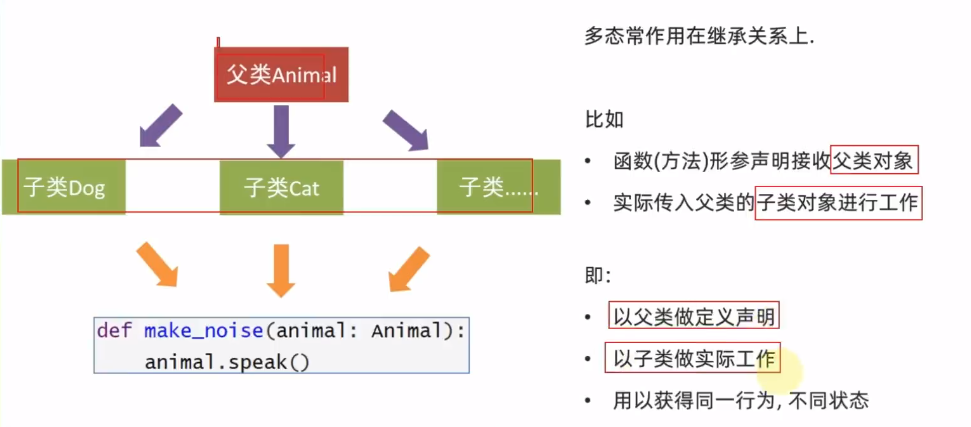 父类Animal
子类Dog
子类Cat
子类......
def make_noise(animal: Animal):
animal.speak()
多态常作用在继承关系上.
比如
• 函数(方法)形参声明接收父类对象
• 实际传入父类的子类对象进行工作
即:
• 以父类做定义声明
• 以子类做实际工作
• 用以获得同一行为, 不同状态